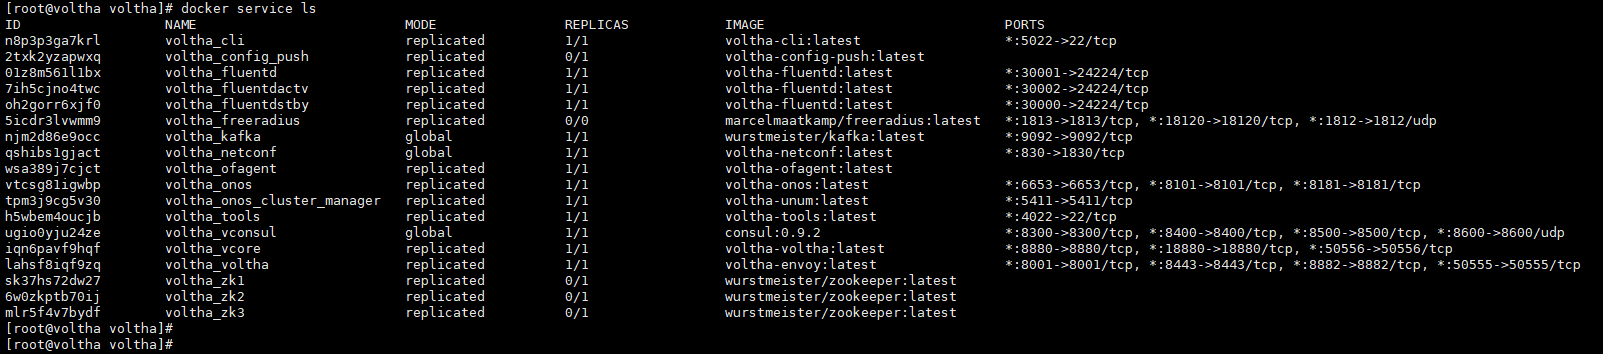 [root@voltha voltha]# docker service ls
ID                  NAME                          MODE                REPLICAS            IMAGE                              PORTS
n8p3p3ga7krl        voltha_cli                    replicated          1/1                 voltha-cli:latest                  *:5022->22/tcp
2txk2yzapwxq        voltha_config_push            replicated          0/1                 voltha-config-push:latest
01z8m561l1bx        voltha_fluentd                replicated          1/1                 voltha-fluentd:latest              *:30001->24224/tcp
7ih5cjno4twc        voltha_fluentdactv            replicated          1/1                 voltha-fluentd:latest              *:30002->24224/tcp
oh2gorr6xjf0        voltha_fluentdstby            replicated          1/1                 voltha-fluentd:latest              *:30000->24224/tcp
5icdr3lvwmm9        voltha_freeradius             replicated          0/0                 marcelmaatkamp/freeradius:latest   *:1813->1813/tcp, *:18120->18120/tcp, *:1812->1812/udp
njm2d86e9occ        voltha_kafka                  global              1/1                 wurstmeister/kafka:latest          *:9092->9092/tcp
qshibs1gjact        voltha_netconf                global              1/1                 voltha-netconf:latest              *:830->1830/tcp
wsa389j7cjct        voltha_ofagent                replicated          1/1                 voltha-ofagent:latest
vtcsg81igwbp        voltha_onos                   replicated          1/1                 voltha-onos:latest                 *:6653->6653/tcp, *:8101->8101/tcp, *:8181->8181/tcp
tpm3j9cg5v30        voltha_onos_cluster_manager   replicated          1/1                 voltha-unum:latest                 *:5411->5411/tcp
h5wbem4oucjb        voltha_tools                  replicated          1/1                 voltha-tools:latest                *:4022->22/tcp
ugio0yju24ze        voltha_vconsul                global              1/1                 consul:0.9.2                       *:8300->8300/tcp, *:8400->8400/tcp, *:8500->8500/tcp, *:8600->8600/udp
iqn6pavf9hqf        voltha_vcore                  replicated          1/1                 voltha-voltha:latest               *:8880->8880/tcp, *:18880->18880/tcp, *:50556->50556/tcp
lahsf8iqf9zq        voltha_voltha                 replicated          1/1                 voltha-envoy:latest                *:8001->8001/tcp, *:8443->8443/tcp, *:8882->8882/tcp, *:50555->50555/tcp
sk37hs72dw27        voltha_zk1                    replicated          0/1                 wurstmeister/zookeeper:latest
6w0zkptb70ij        voltha_zk2                    replicated          0/1                 wurstmeister/zookeeper:latest
mlr5f4v7bydf        voltha_zk3                    replicated          0/1                 wurstmeister/zookeeper:latest
[root@voltha voltha]#
[root@voltha voltha]#